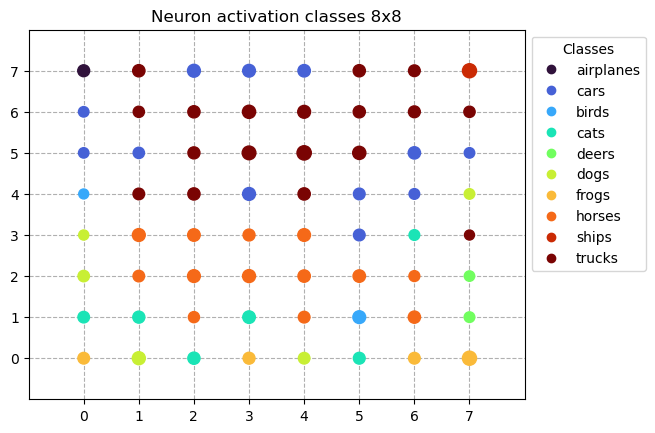 Neuron activation classes 8x8
7
6
5
4
3
2
1
0
0 1 2 3 4 5 6 7
Classes
airplanes
cars
birds
cats
deers
dogs
frogs
horses
ships
trucks